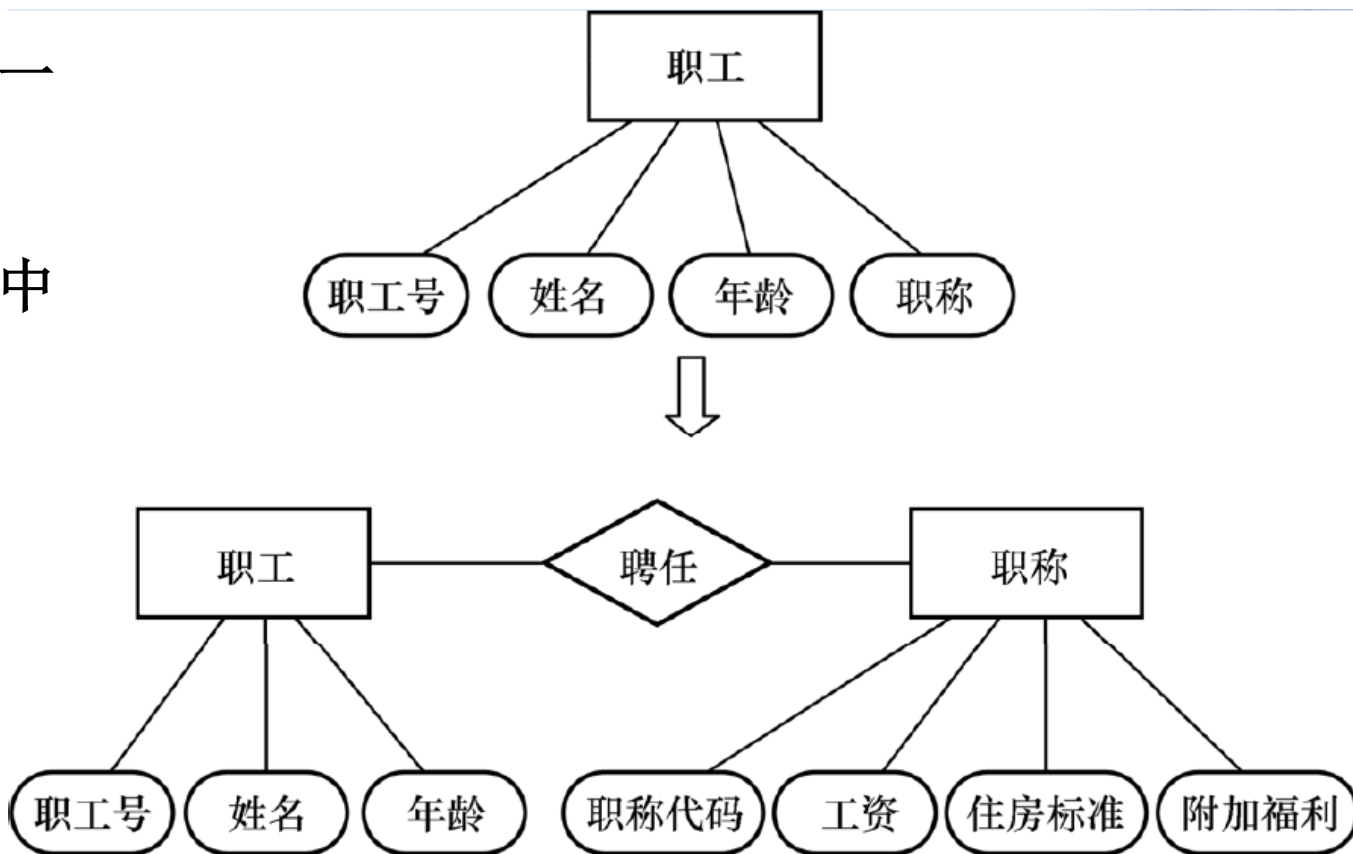 一
职工
中
职工号 姓名 年龄 职称
职工 聘任 职称
职工号 姓名 年龄 职称代码 工资 住房标准 附加福利